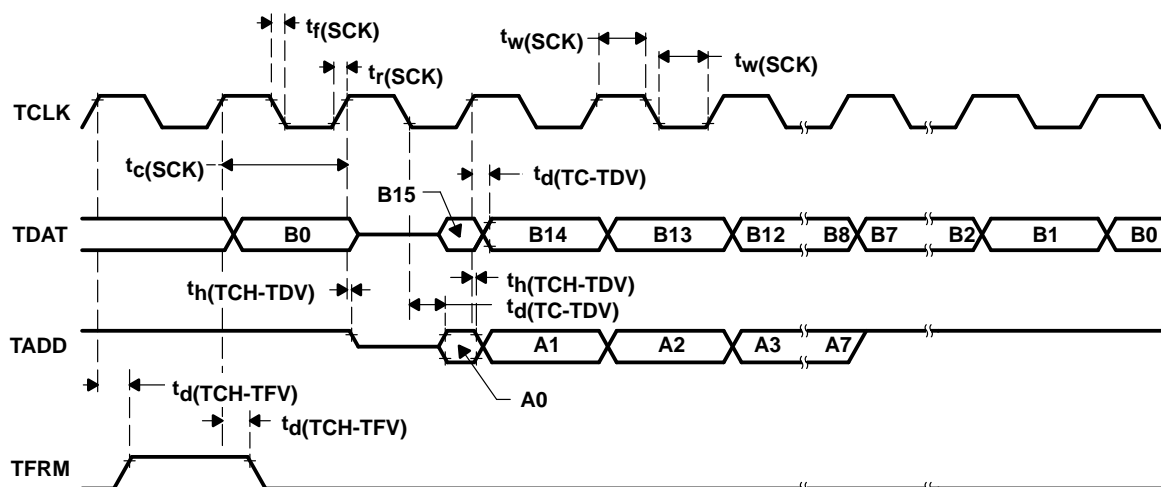 tf(SCK)
tw(SCK)
tw(SCK)
tr(SCK)
TCLK
tc(SCK)
td(TC-TDV)
B15
TDAT
B0
B14
B13
B12
B8
B7
B2
B1
B0
th(TCH-TDV)
th(TCH-TDV)
td(TC-TDV)
TADD
A1
A2
A3
A7
A0
td(TCH-TFV)
td(TCH-TFV)
TFRM